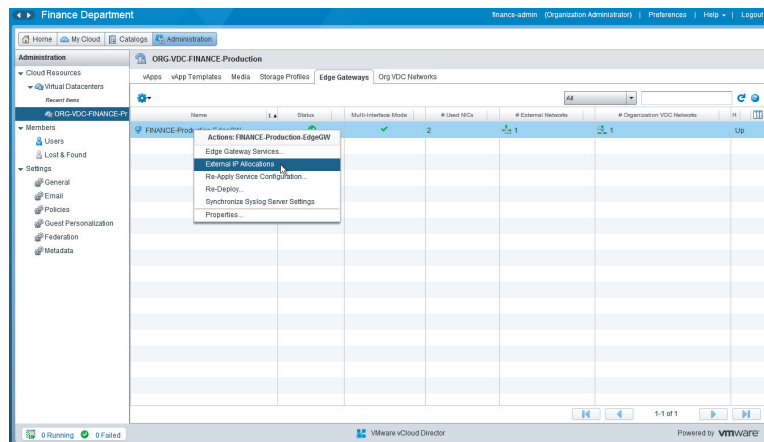 Finance Department
finance-admin (Organization Administrator) | Preferences | Help | Logout
Home My Cloud Catalogs Administration
Administration
ORG-VDC-FINANCE-Production
Cloud Resources
Virtual Datacenters
Recent Items
ORG-VDC-FINANCE-Pr
Members
Users
Lost & Found
Settings
General
Email
Policies
Guest Personalization
Federation
Metadata
vApps vApp Templates Media Storage Profiles Edge Gateways Org VDC Networks
All
Name 1 Status Multi-Interface Mode # Used NICs # External Networks # Organization VDC Networks H
2 1 1 Up
Actions: FINANCE-Production-EdgeGW
Edge Gateway Services...
External IP Allocations
Re-Apply Service Configuration...
Re-Deploy...
Synchronize Syslog Server Settings
Properties...
1-1 of 1
0 Running 0 Failed
VMware vCloud Director
Powered by vmware